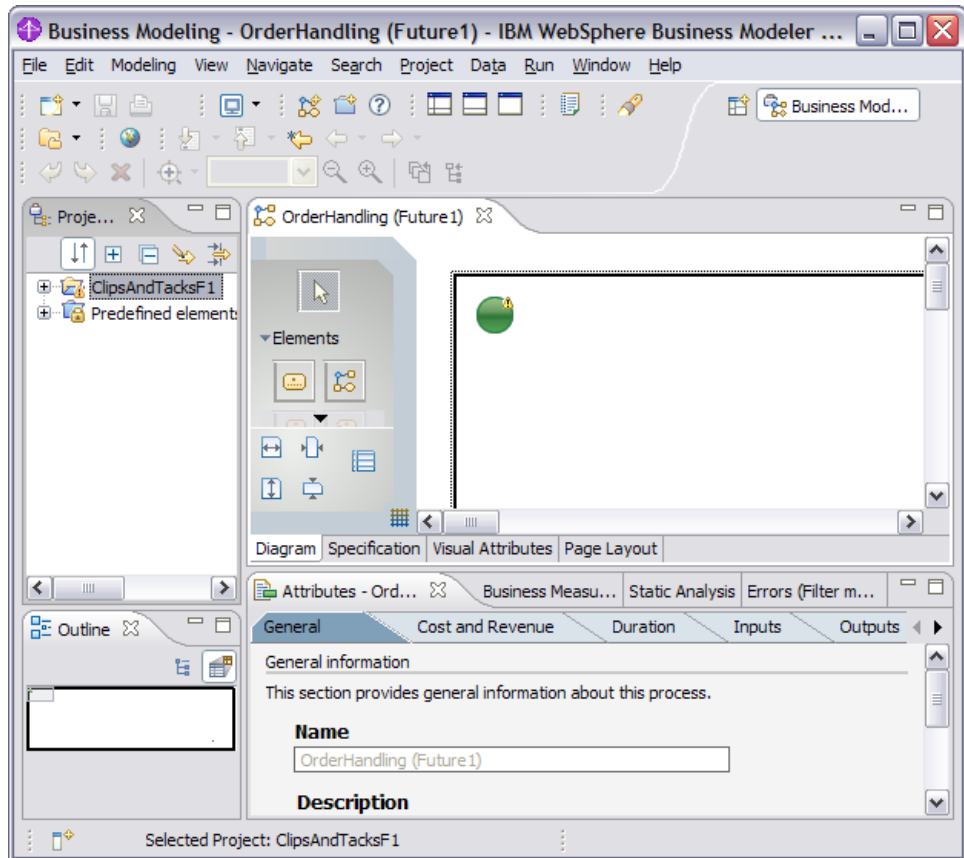 Business Modeling - OrderHandling (Future1) - IBM WebSphere Business Modeler ...
File Edit Modeling View Navigate Search Project Data Run Window Help
Business Mod...
Proje...
OrderHandling (Future1)
ClipsAndTacksF1
Predefined element
Elements
Diagram Specification Visual Attributes Page Layout
Attributes - Ord... Business Measu... Static Analysis Errors (Filter m...
Outline
General Cost and Revenue Duration Inputs Outputs
General information
This section provides general information about this process.
Name
OrderHandling (Future1)
Description
Selected Project: ClipsAndTacksF1